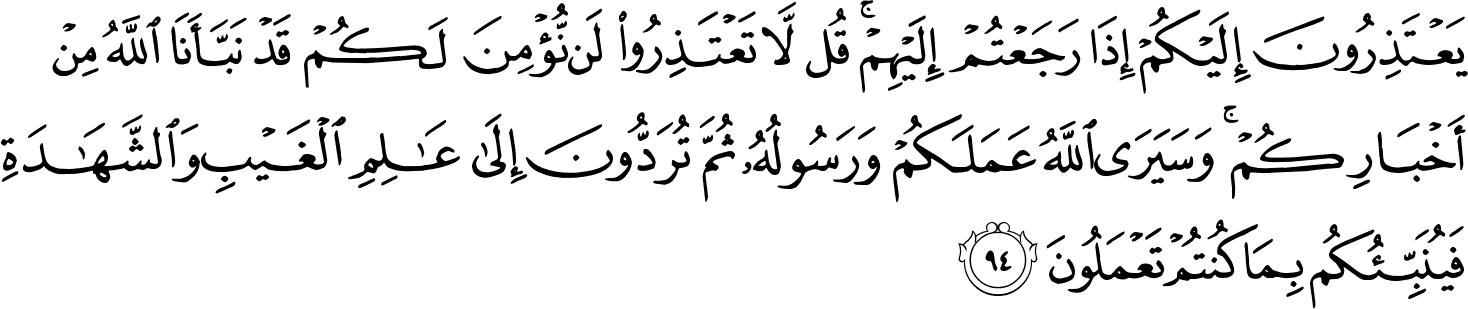 يَعْتَذِرُونَ إِلَيْكُمْ إِذَا رَجَعْتُمْ إِلَيْهِمْ ۚ قُل لَّا تَعْتَذِرُوا۟ لَن نُّؤْمِنَ لَكُمْ قَدْ نَبَّأَنَا ٱللَّهُ مِنْ
أَخْبَارِكُمْ ۚ وَسَيَرَى ٱللَّهُ عَمَلَكُمْ وَرَسُولُهُۥ ثُمَّ تُرَدُّونَ إِلَىٰ عَـٰلِمِ ٱلْغَيْبِ وَٱلشَّهَـٰدَةِ
فَيُنَبِّئُكُم بِمَا كُنتُمْ تَعْمَلُونَ ٩٤